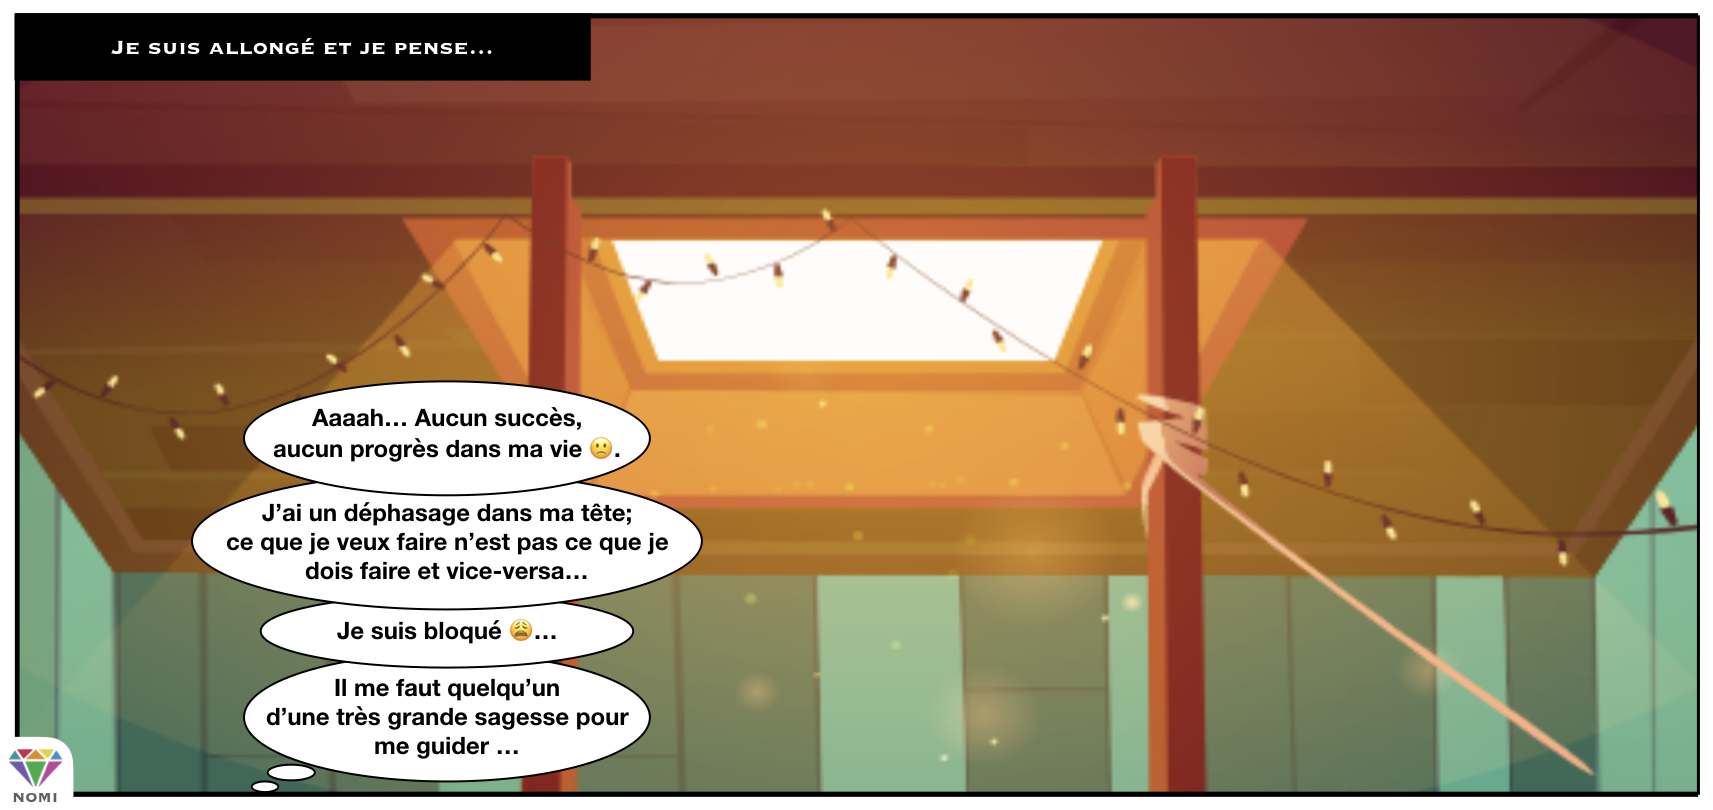 Je suis allongé et je pense...
Aaaah... Aucun succès,
aucun progrès dans ma vie 🙁.
J'ai un déphasage dans ma tête;
ce que je veux faire n'est pas ce que je
dois faire et vice-versa...
Je suis bloqué 😩...
Il me faut quelqu'un
d'une très grande sagesse pour
me guider ...
NOMI